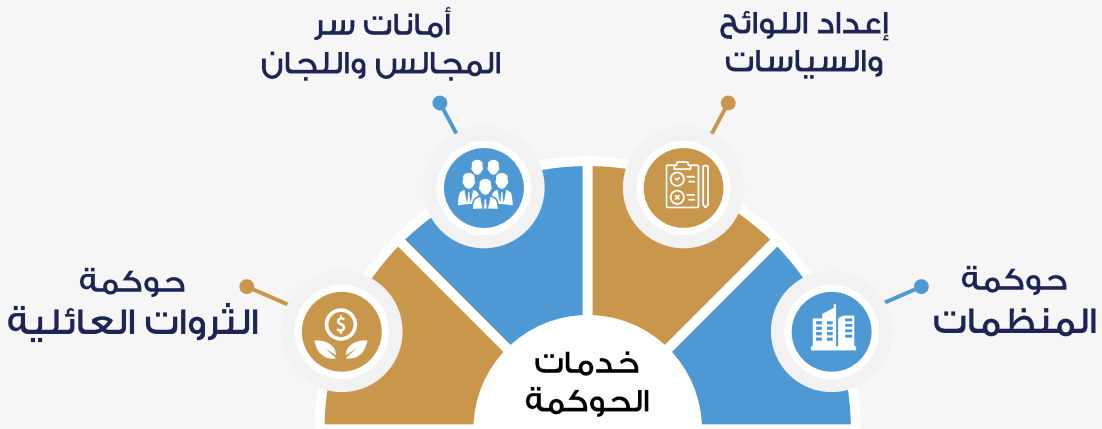 إعداد اللوائح
والسياسات
أمانات سر
المجالس واللجان
حوكمة
المنظمات
حوكمة
الثروات العائلية
خدمات
الحوكمة